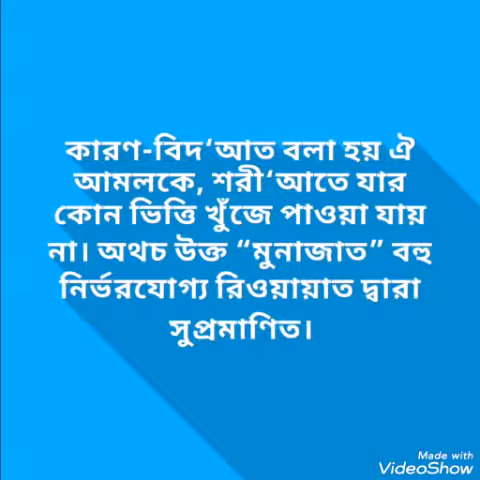 কারণ-বিদ‘আত বলা হয় ঐ
আমলকে, শরী‘আতে যার
কোন ভিত্তি খুঁজে পাওয়া যায়
না। অথচ উক্ত “মুনাজাত” বহু
নির্ভরযোগ্য রিওয়ায়াত দ্বারা
সুপ্রমাণিত।
Made with
VideoShow